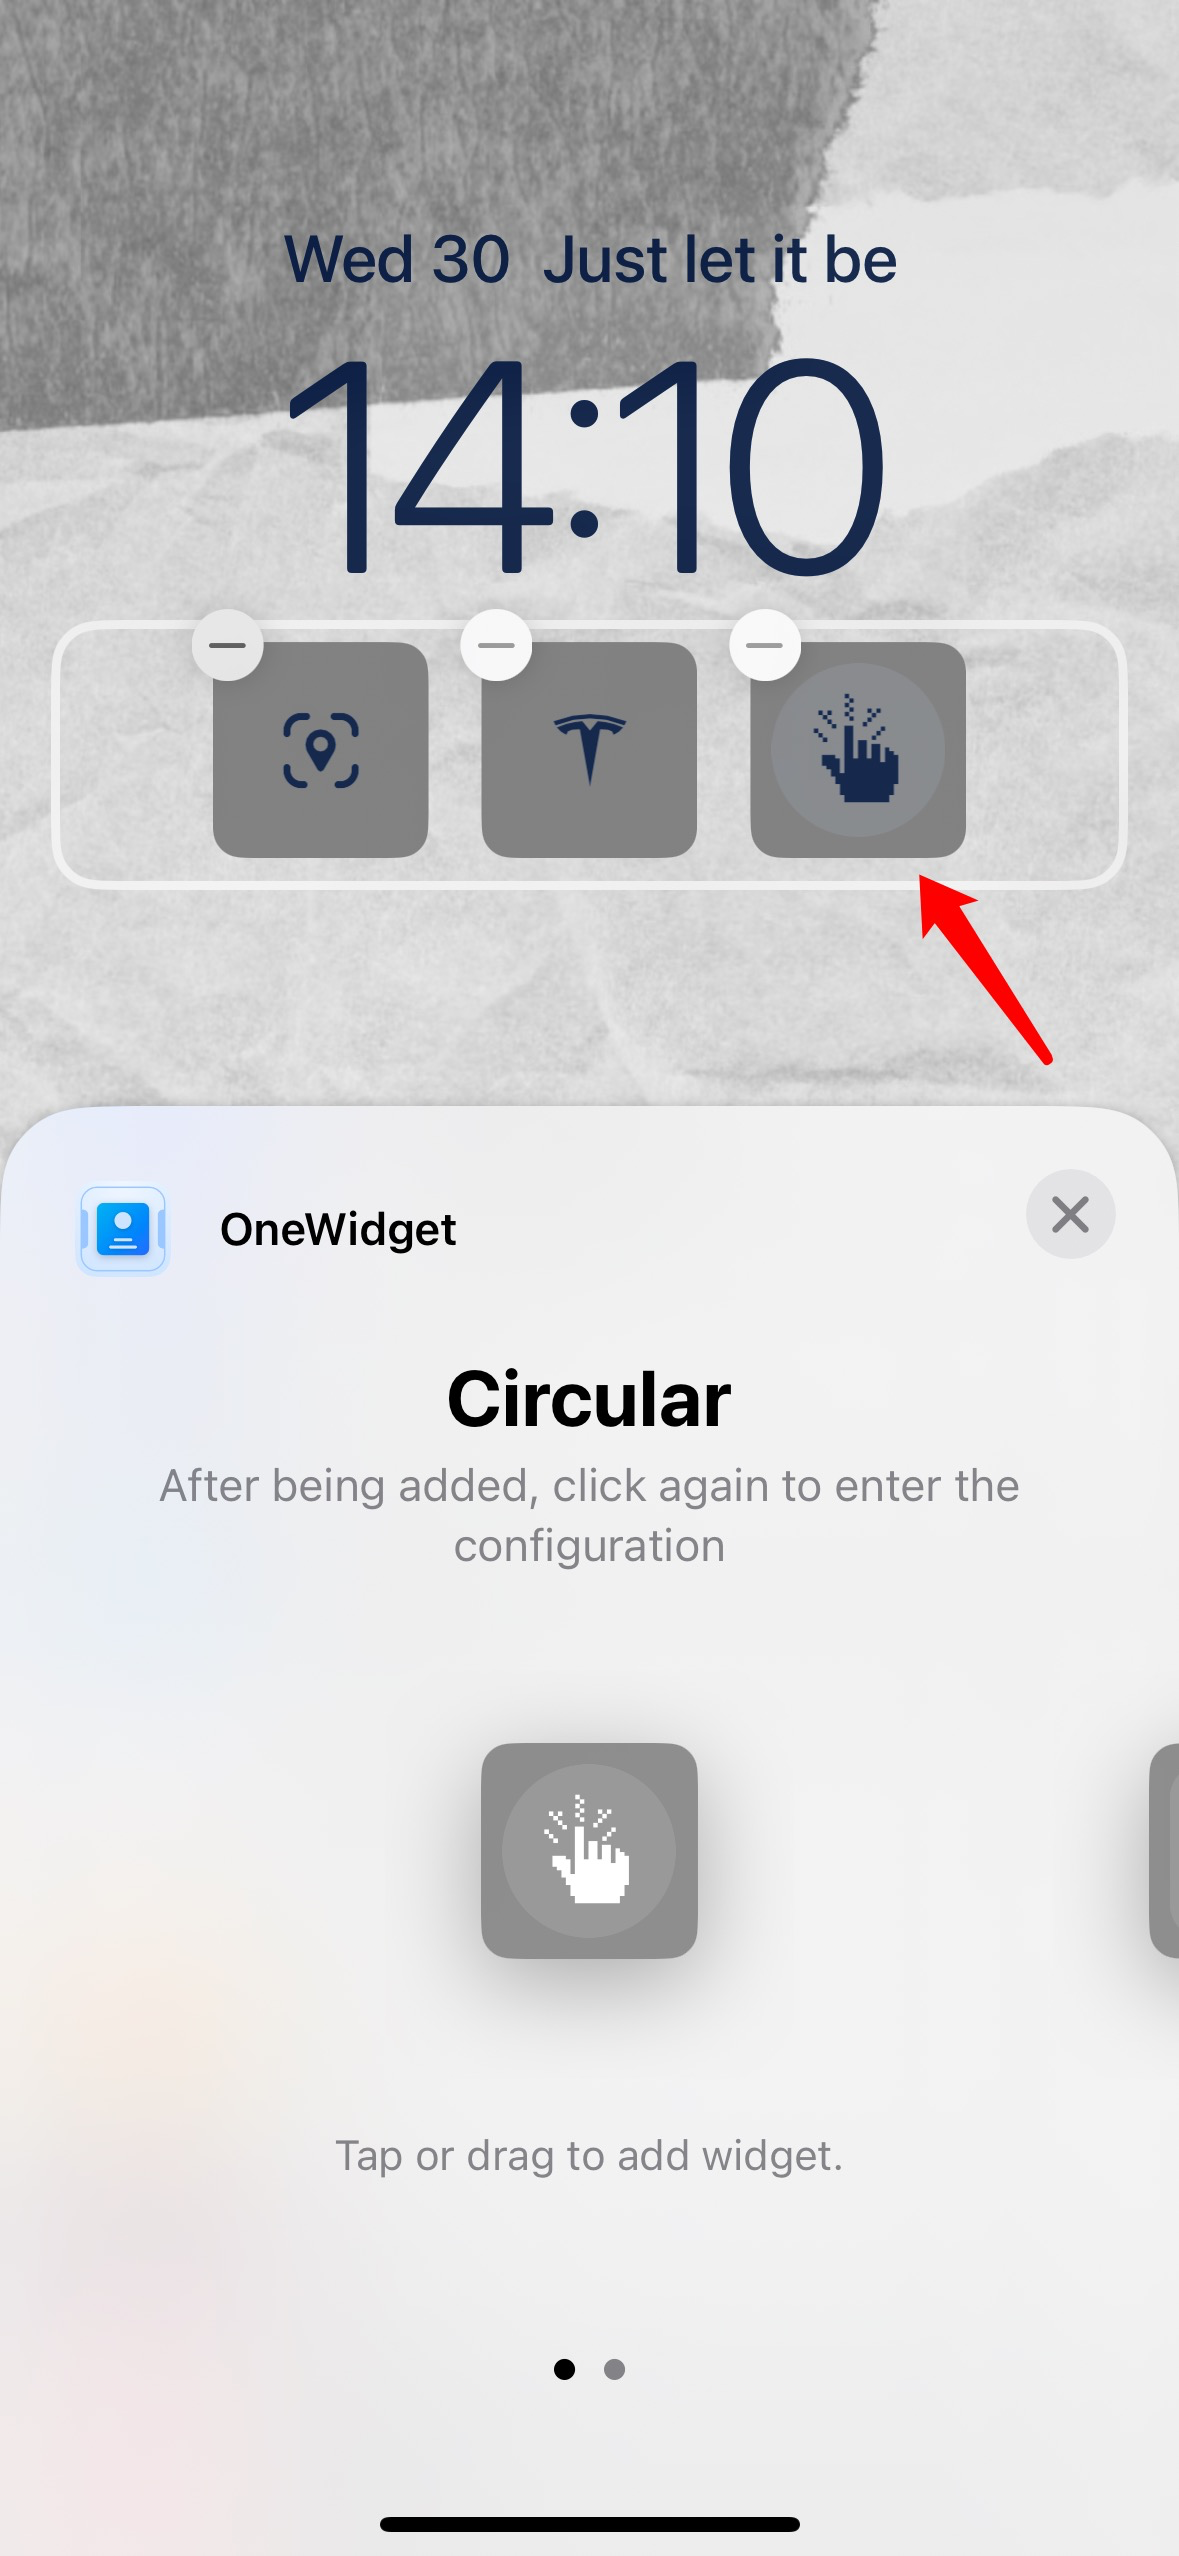 Wed 30 Just let it be
14:10
OneWidget
Circular
After being added, click again to enter the
configuration
Tap or drag to add widget.